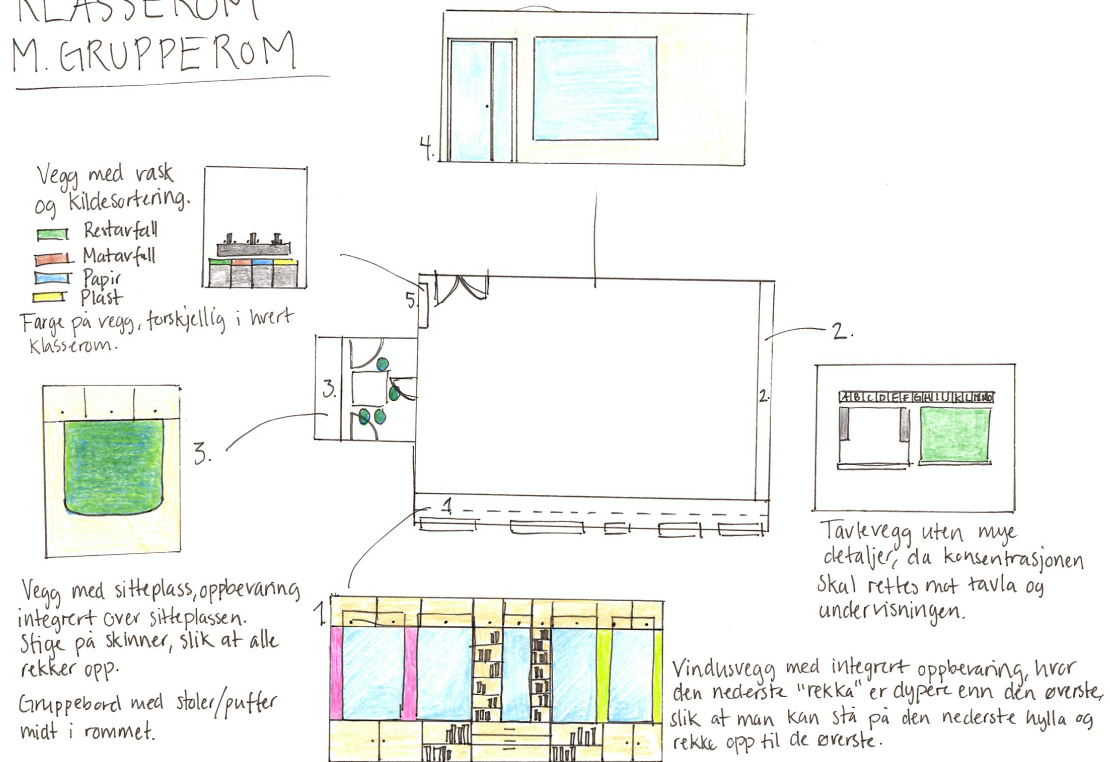 KLASSEROM
M. GRUPPEROM
4.
Vegg med vask
og kildesortering.
Restavfall
Matavfall
Papir
Plast
Farge på vegg, forskjellig i hvert
klasserom.
5.
3.
2.
2.
3.
1
A B C D E F G H I J K L M N O
Tavlevegg uten mye
detaljer, da konsentrasjonen
skal rettes mot tavla og
undervisningen.
Vegg med sitteplass, oppbevaring
integrert over sitteplassen.
Stige på skinner, slik at alle
rekker opp.
Gruppebord med stoler/puffer
midt i rommet.
1
Vindusvegg med integrert oppbevaring, hvor
den nederste "rekka" er dypere enn den øverste,
slik at man kan stå på den nederste hylla og
rekke opp til de øverste.